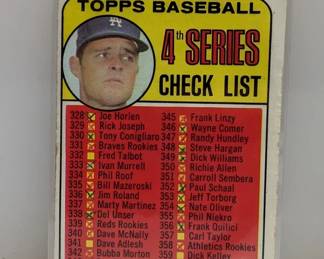 TOPPS BASEBALL
4th SERIES
CHECK LIST
328 Joe Horlen
329 Rick Joseph
330 Tony Conigliaro
331 Braves Rookies
332 Fred Talbot
333 Ivan Murrell
334 Phil Roof
335 Bill Mazeroski
336 Jim Roland
337 Marty Martinez
338 Del Unser
339 Reds Rookies
340 Dave McNally
341 Dave Adlesh
342 Bubba Morton
345 Frank Linzy
346 Wayne Comer
347 Randy Hundley
348 Steve Hargan
349 Dick Williams
350 Richie Allen
351 Carroll Sembera
352 Paul Schaal
353 Jeff Torborg
354 Nate Oliver
355 Phil Niekro
356 Frank Quilici
357 Carl Taylor
358 Athletics Rookies
359 Dick Kelley